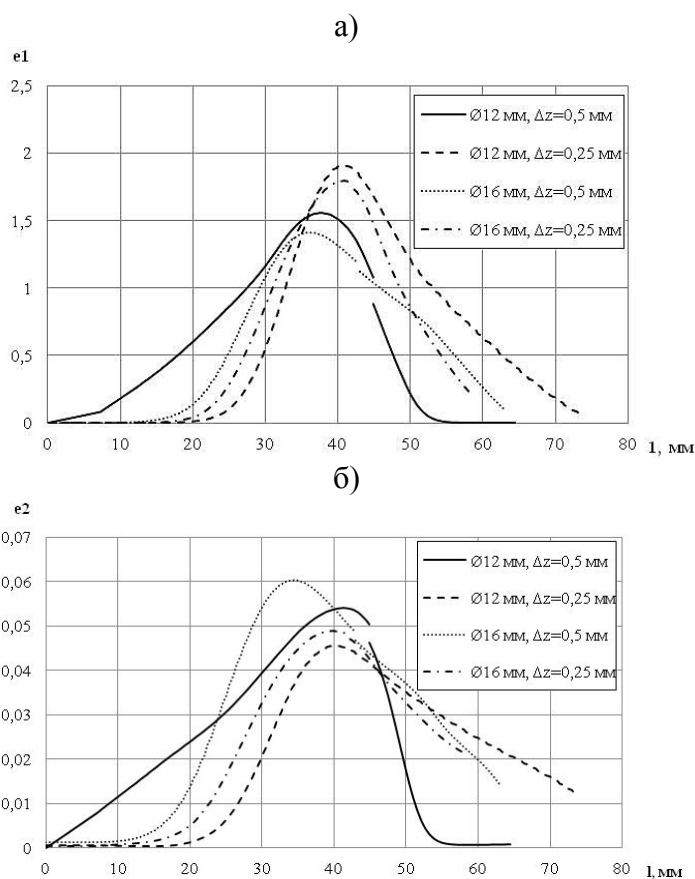 а)
e1
2,5
2
1,5
1
0,5
0
0 10 20 30 40 50 60 70 80
l, мм
Ø12 мм, Δz=0,5 мм
Ø12 мм, Δz=0,25 мм
Ø16 мм, Δz=0,5 мм
Ø16 мм, Δz=0,25 мм
б)
e2
0,07
0,06
0,05
0,04
0,03
0,02
0,01
0
0 10 20 30 40 50 60 70 80
l, мм
Ø12 мм, Δz=0,5 мм
Ø12 мм, Δz=0,25 мм
Ø16 мм, Δz=0,5 мм
Ø16 мм, Δz=0,25 мм